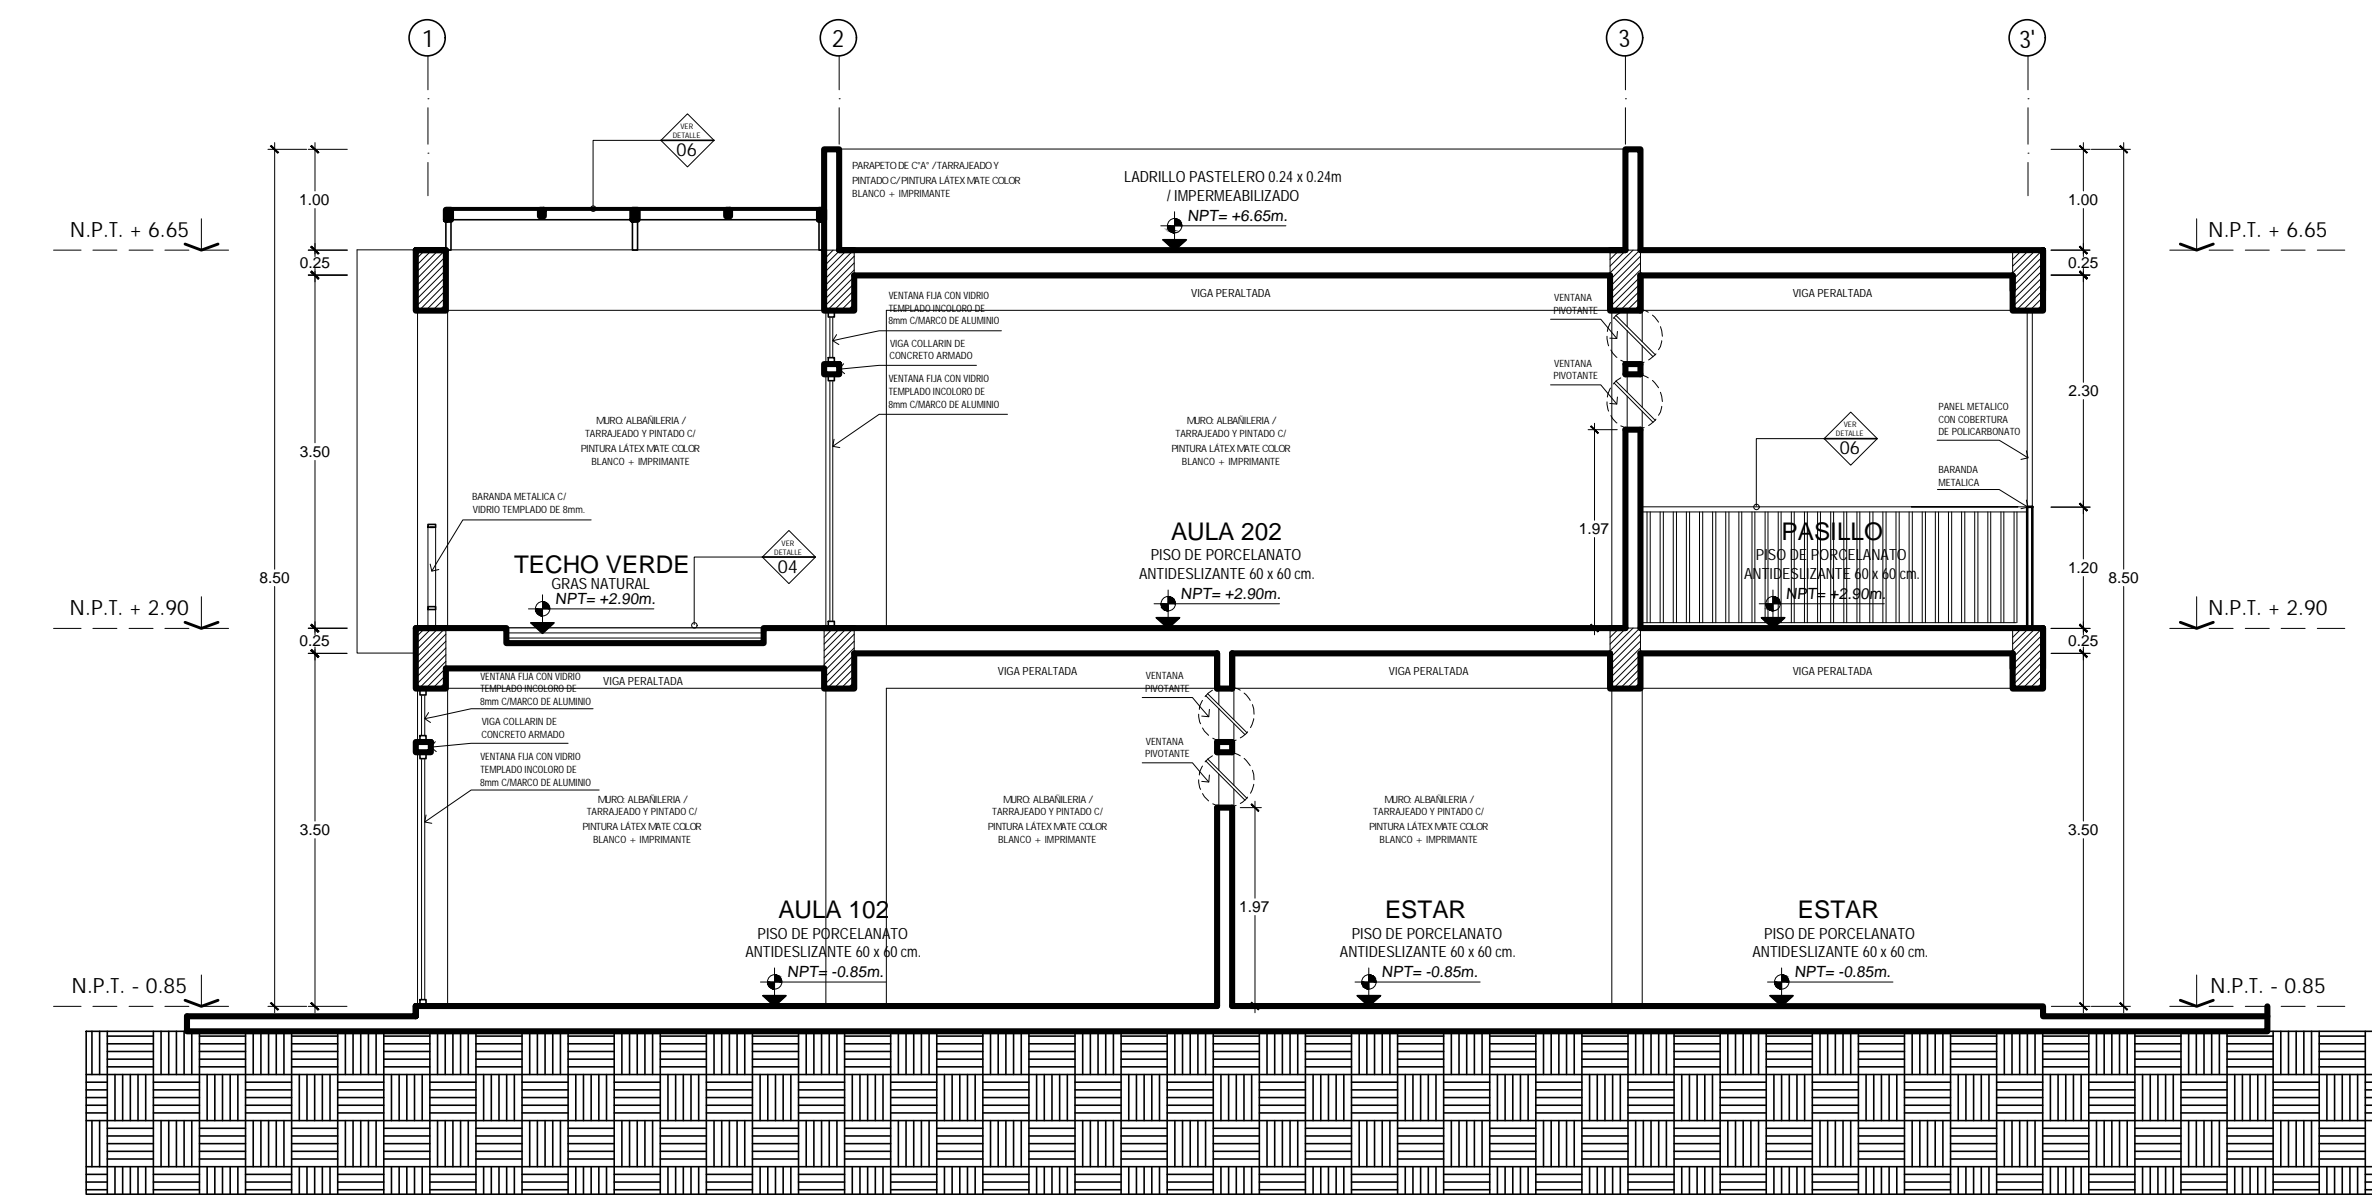 1
2
3
3'
VER
DETALLE
06
PARAPETO DE C"A" / TARRAJEADO Y
PINTADO C/ PINTURA LÁTEX MATE COLOR
BLANCO + IMPRIMANTE
LADRILLO PASTELERO 0.24 x 0.24m
/ IMPERMEABILIZADO
NPT= +6.65m.
1.00
1.00
N.P.T. + 6.65
N.P.T. + 6.65
0.25
0.25
VENTANA FIJA CON VIDRIO
TEMPLADO INCOLORO DE
8mm C/MARCO DE ALUMINIO
VIGA PERALTADA
VENTANA
PIVOTANTE
VIGA PERALTADA
VIGA COLLARIN DE
CONCRETO ARMADO
VENTANA
PIVOTANTE
VENTANA FIJA CON VIDRIO
TEMPLADO INCOLORO DE
8mm C/MARCO DE ALUMINIO
2.30
MURO: ALBAÑILERIA /
TARRAJEADO Y PINTADO C/
PINTURA LÁTEX MATE COLOR
BLANCO + IMPRIMANTE
MURO: ALBAÑILERIA /
TARRAJEADO Y PINTADO C/
PINTURA LÁTEX MATE COLOR
BLANCO + IMPRIMANTE
PANEL METALICO
CON COBERTURA
DE POLICARBONATO
VER
DETALLE
06
3.50
BARANDA
METALICA
BARANDA METALICA C/
VIDRIO TEMPLADO DE 8mm.
1.97
AULA 202
PISO DE PORCELANATO
ANTIDESLIZANTE 60 x 60 cm.
NPT= +2.90m.
PASILLO
PISO DE PORCELANATO
ANTIDESLIZANTE 60 x 60 cm.
NPT= +2.90m.
TECHO VERDE
GRAS NATURAL
NPT= +2.90m.
VER
DETALLE
04
8.50
1.20
8.50
N.P.T. + 2.90
N.P.T. + 2.90
0.25
0.25
VENTANA FIJA CON VIDRIO
TEMPLADO INCOLORO DE
8mm C/MARCO DE ALUMINIO
VIGA PERALTADA
VIGA PERALTADA
VENTANA
PIVOTANTE
VIGA PERALTADA
VIGA PERALTADA
VIGA COLLARIN DE
CONCRETO ARMADO
VENTANA
PIVOTANTE
VENTANA FIJA CON VIDRIO
TEMPLADO INCOLORO DE
8mm C/MARCO DE ALUMINIO
MURO: ALBAÑILERIA /
TARRAJEADO Y PINTADO C/
PINTURA LÁTEX MATE COLOR
BLANCO + IMPRIMANTE
MURO: ALBAÑILERIA /
TARRAJEADO Y PINTADO C/
PINTURA LÁTEX MATE COLOR
BLANCO + IMPRIMANTE
MURO: ALBAÑILERIA /
TARRAJEADO Y PINTADO C/
PINTURA LÁTEX MATE COLOR
BLANCO + IMPRIMANTE
3.50
3.50
AULA 102
PISO DE PORCELANATO
ANTIDESLIZANTE 60 x 60 cm.
NPT= -0.85m.
1.97
ESTAR
PISO DE PORCELANATO
ANTIDESLIZANTE 60 x 60 cm.
NPT= -0.85m.
ESTAR
PISO DE PORCELANATO
ANTIDESLIZANTE 60 x 60 cm.
NPT= -0.85m.
N.P.T. - 0.85
N.P.T. - 0.85